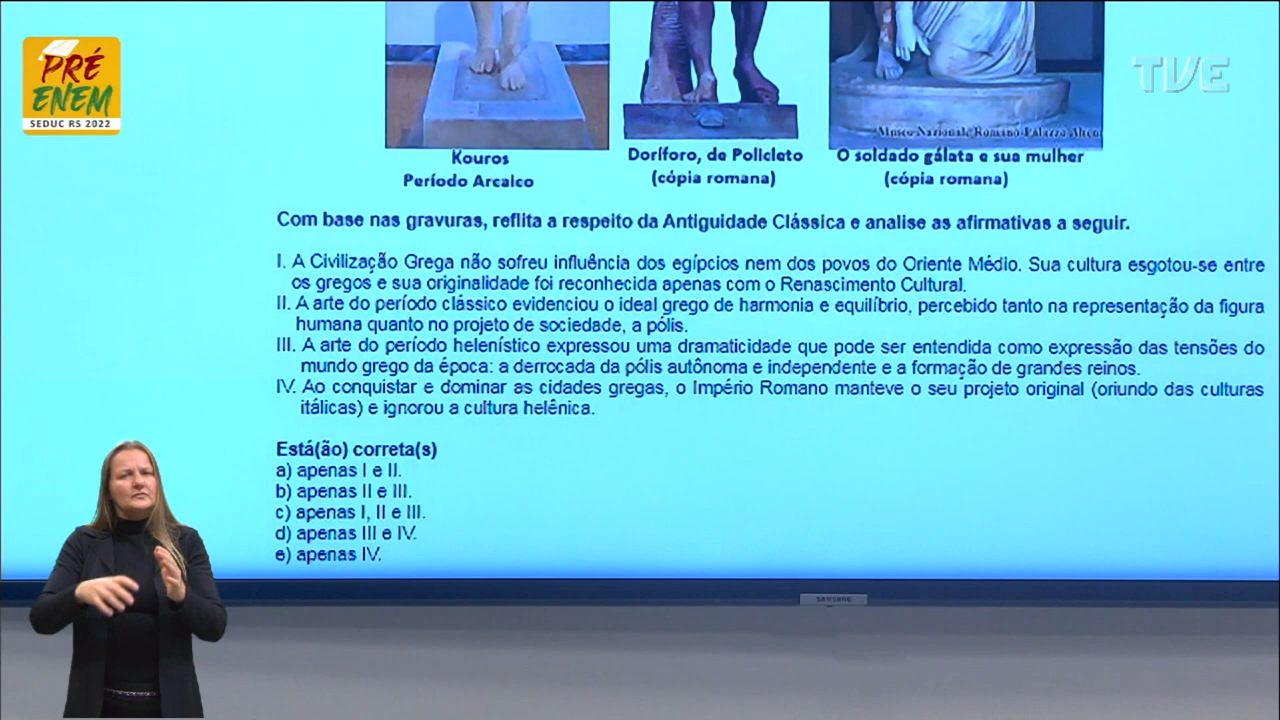 PRÉ
ENEM
SEDUC RS 2022
TVE
Museo Nazionale Romano-Palazzo Altem
Kouros
Período Arcaico
Doríforo, de Policleto
(cópia romana)
O soldado gálata e sua mulher
(cópia romana)
Com base nas gravuras, reflita a respeito da Antiguidade Clássica e analise as afirmativas a seguir.
I. A Civilização Grega não sofreu influência dos egípcios nem dos povos do Oriente Médio. Sua cultura esgotou-se entre
os gregos e sua originalidade foi reconhecida apenas com o Renascimento Cultural.
II. A arte do período clássico evidenciou o ideal grego de harmonia e equilíbrio, percebido tanto na representação da figura
humana quanto no projeto de sociedade, a pólis.
III. A arte do período helenístico expressou uma dramaticidade que pode ser entendida como expressão das tensões do
mundo grego da época: a derrocada da pólis autônoma e independente e a formação de grandes reinos.
IV. Ao conquistar e dominar as cidades gregas, o Império Romano manteve o seu projeto original (oriundo das culturas
itálicas) e ignorou a cultura helênica.
Está(ão) correta(s)
a) apenas I e II.
b) apenas II e III.
c) apenas I, II e III.
d) apenas III e IV.
e) apenas IV.
SAMSUNG